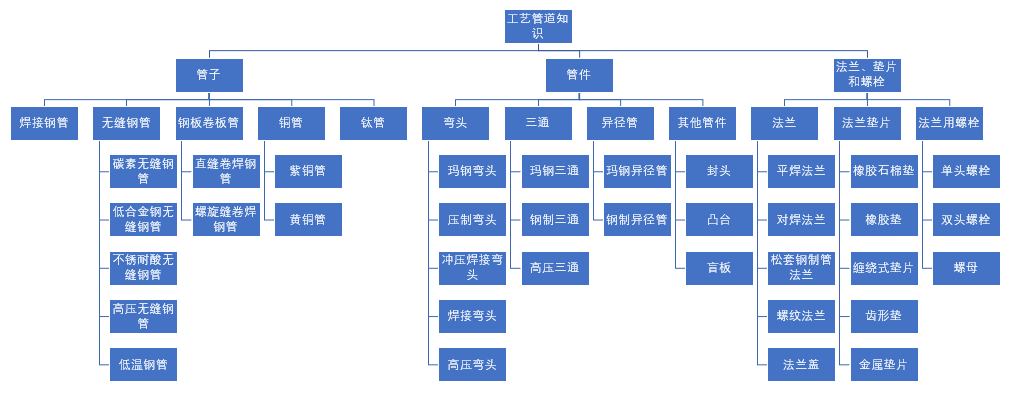 工艺管道知
识
管子
管件
法兰、垫片
和螺栓
焊接钢管
无缝钢管
钢板卷板管
铜管
钛管
弯头
三通
异径管
其他管件
法兰
法兰垫片
法兰用螺栓
碳素无缝钢
管
低合金钢无
缝钢管
不锈耐酸无
缝钢管
高压无缝钢
管
低温钢管
直缝卷焊钢
管
螺旋缝卷焊
钢管
紫铜管
黄铜管
玛钢弯头
压制弯头
冲压焊接弯
头
焊接弯头
高压弯头
玛钢三通
钢制三通
高压三通
玛钢异径管
钢制异径管
封头
凸台
盲板
平焊法兰
对焊法兰
松套钢制管
法兰
螺纹法兰
法兰盖
橡胶石棉垫
橡胶垫
缠绕式垫片
齿形垫
金属垫片
单头螺栓
双头螺栓
螺母